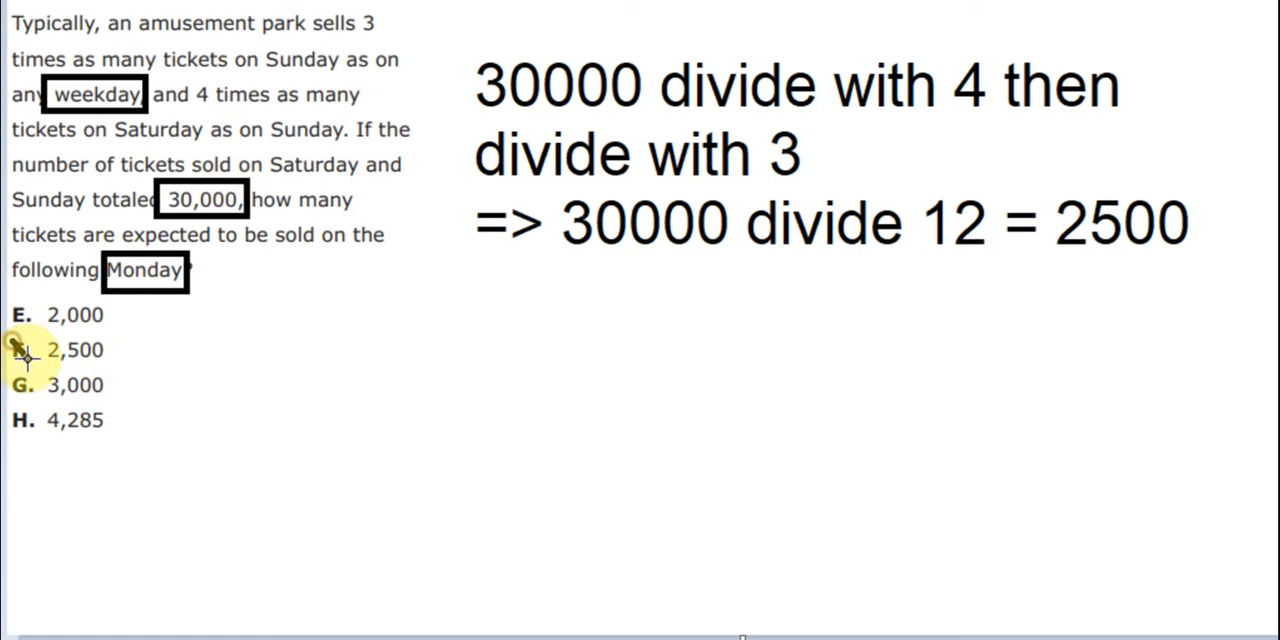 Typically, an amusement park sells 3
times as many tickets on Sunday as on
any weekday, and 4 times as many
tickets on Saturday as on Sunday. If the
number of tickets sold on Saturday and
Sunday totaled 30,000, how many
tickets are expected to be sold on the
following Monday?
E. 2,000
2,500
G. 3,000
H. 4,285
30000 divide with 4 then
divide with 3
=> 30000 divide 12 = 2500